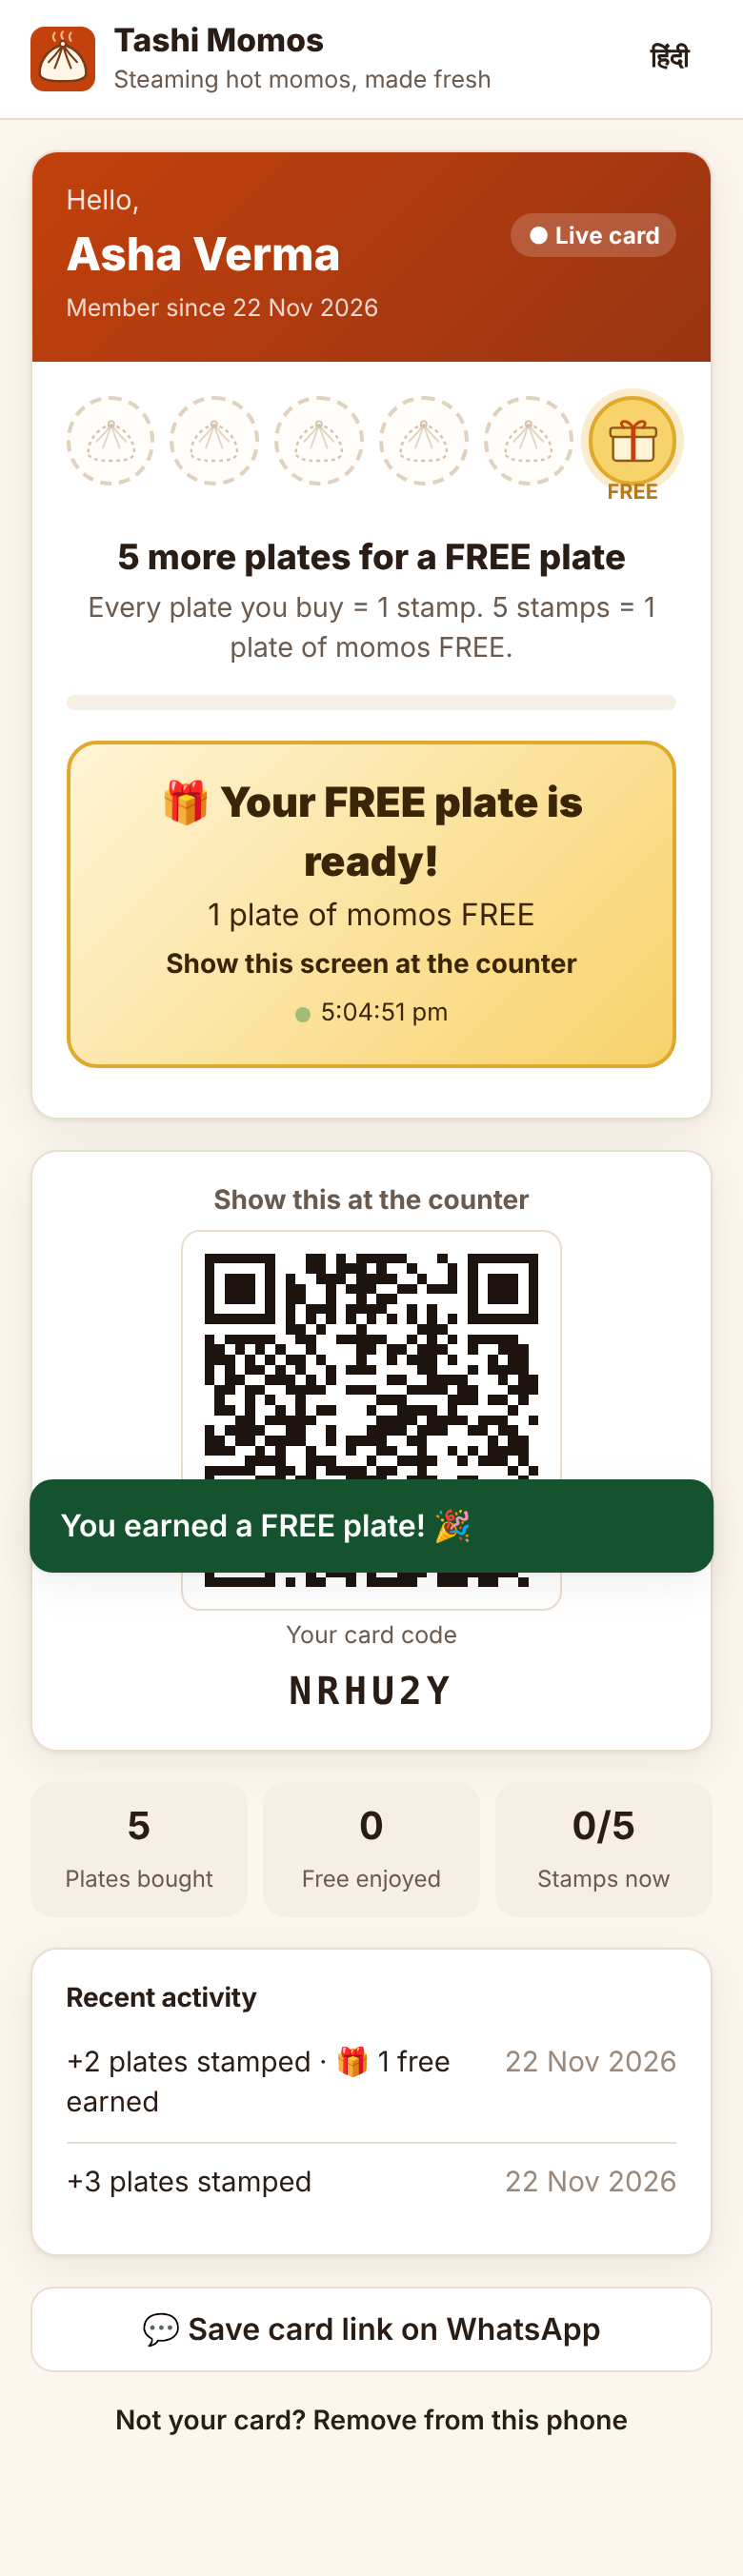 Tashi Momos
Steaming hot momos, made fresh
हिंदी
Hello,
Asha Verma
Member since 22 Nov 2026
Live card
FREE
5 more plates for a FREE plate
Every plate you buy = 1 stamp. 5 stamps = 1
plate of momos FREE.
🎁 Your FREE plate is
ready!
1 plate of momos FREE
Show this screen at the counter
5:04:51 pm
Show this at the counter
You earned a FREE plate! 🎉
Your card code
NRHU2Y
5
Plates bought
0
Free enjoyed
0/5
Stamps now
Recent activity
+2 plates stamped · 🎁 1 free
earned
22 Nov 2026
+3 plates stamped
22 Nov 2026
💬 Save card link on WhatsApp
Not your card? Remove from this phone